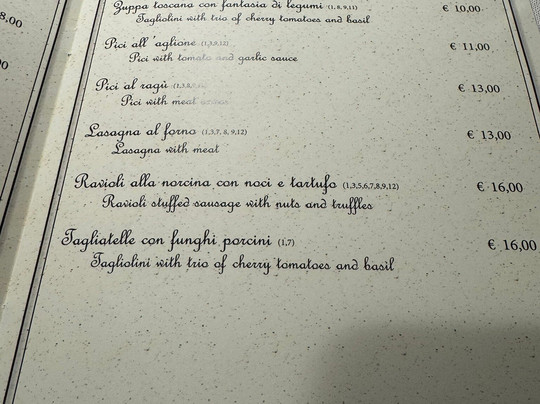 8,00
Zuppa toscana con fantasia di legumi (1, 8, 9,11) € 10,00
Tagliolini with trio of cherry tomatoes and basil
Pici all'aglione (1,3,9,12) € 11,00
Pici with tomato and garlic sauce
Pici al ragù € 13,00
Pici with meat
Lasagna al forno (1,3,7, 8, 9,12) € 13,00
Lasagna with meat
Ravioli alla norcina con noci e tartufo (1,3,5,6,7,8,9,12) € 16,00
Ravioli stuffed sausage with nuts and truffles
Tagliatelle con funghi porcini (1,7) € 16,00
Tagliolini with trio of cherry tomatoes and basil